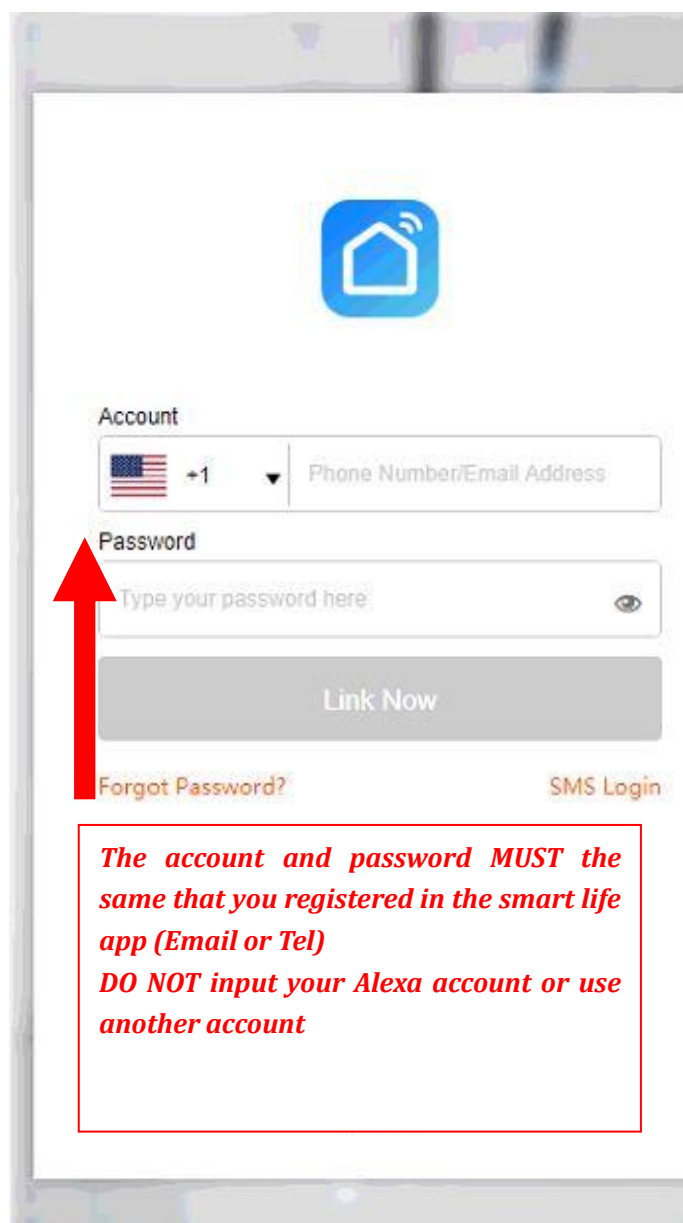 Account
+1 Phone Number/Email Address
Password
Type your password here
Link Now
Forgot Password? SMS Login
The account and password MUST the
same that you registered in the smart life
app (Email or Tel)
DO NOT input your Alexa account or use
another account